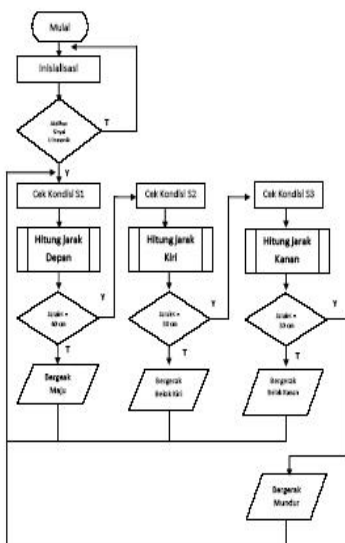 Mulai
Inisialisasi
T
Y
Cek Kondisi S1
Cek Kondisi S2
Cek Kondisi S3
Hitung Jarak
Depan
Hitung Jarak
Kiri
Hitung Jarak
Kanan
Y
Y
Y
T
T
T
Bergerak
Maju
Bergerak
Belok Kiri
Bergerak
Belok Kanan
Bergerak
Mundur